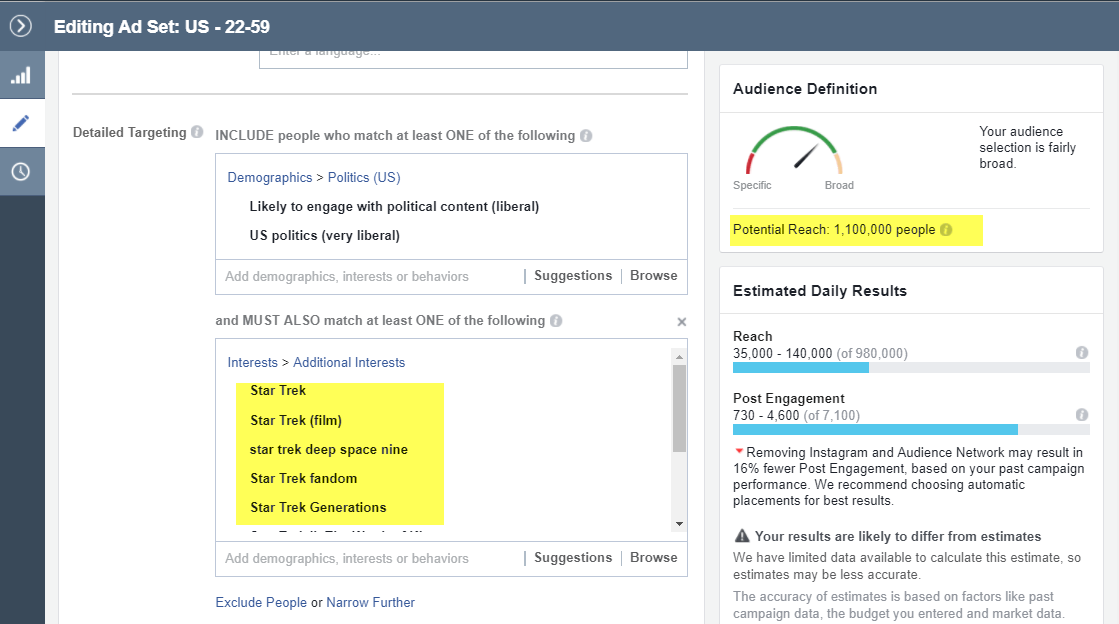 Editing Ad Set: US - 22-59
Enter a language...
Detailed Targeting
INCLUDE people who match at least ONE of the following
Demographics > Politics (US)
Likely to engage with political content (liberal)
US politics (very liberal)
Add demographics, interests or behaviors | Suggestions | Browse
and MUST ALSO match at least ONE of the following
Interests > Additional Interests
Star Trek
Star Trek (film)
star trek deep space nine
Star Trek fandom
Star Trek Generations
Add demographics, interests or behaviors | Suggestions | Browse
Exclude People or Narrow Further
Audience Definition
Your audience
selection is fairly
broad.
Specific
Broad
Potential Reach: 1,100,000 people
Estimated Daily Results
Reach
35,000 - 140,000 (of 980,000)
Post Engagement
730 - 4,600 (of 7,100)
Removing Instagram and Audience Network may result in
16% fewer Post Engagement, based on your past campaign
performance. We recommend choosing automatic
placements for best results.
Your results are likely to differ from estimates
We have limited data available to calculate this estimate, so
estimates may be less accurate.
The accuracy of estimates is based on factors like past
campaign data, the budget you entered and market data.